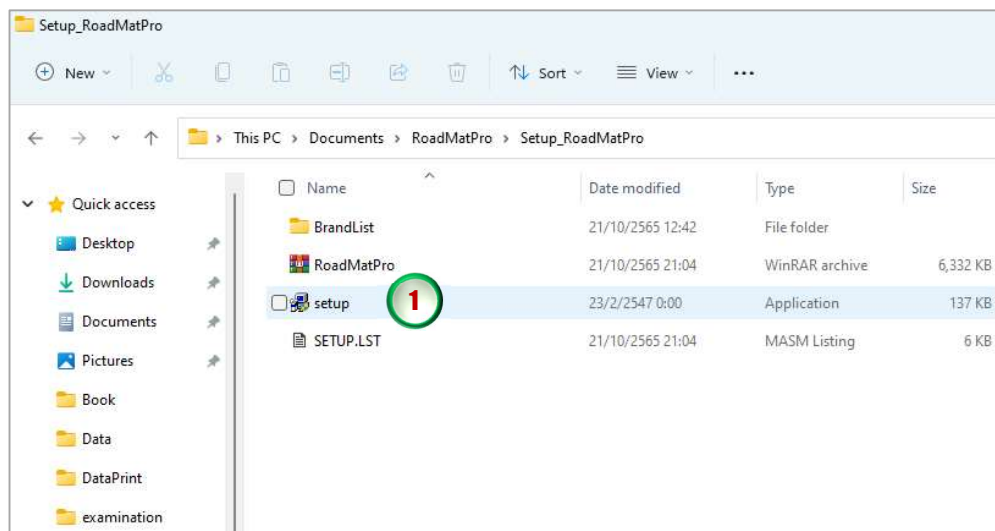 Setup_RoadMatPro
New Sort View ...
This PC > Documents > RoadMatPro > Setup_RoadMatPro
Name Date modified Type Size
Quick access
BrandList 21/10/2565 12:42 File folder
Desktop
RoadMatPro 21/10/2565 21:04 WinRAR archive 6,332 KB
Downloads
setup 1 23/2/2547 0:00 Application 137 KB
Documents
SETUP.LST 21/10/2565 21:04 MASM Listing 6 KB
Pictures
Book
Data
DataPrint
examination